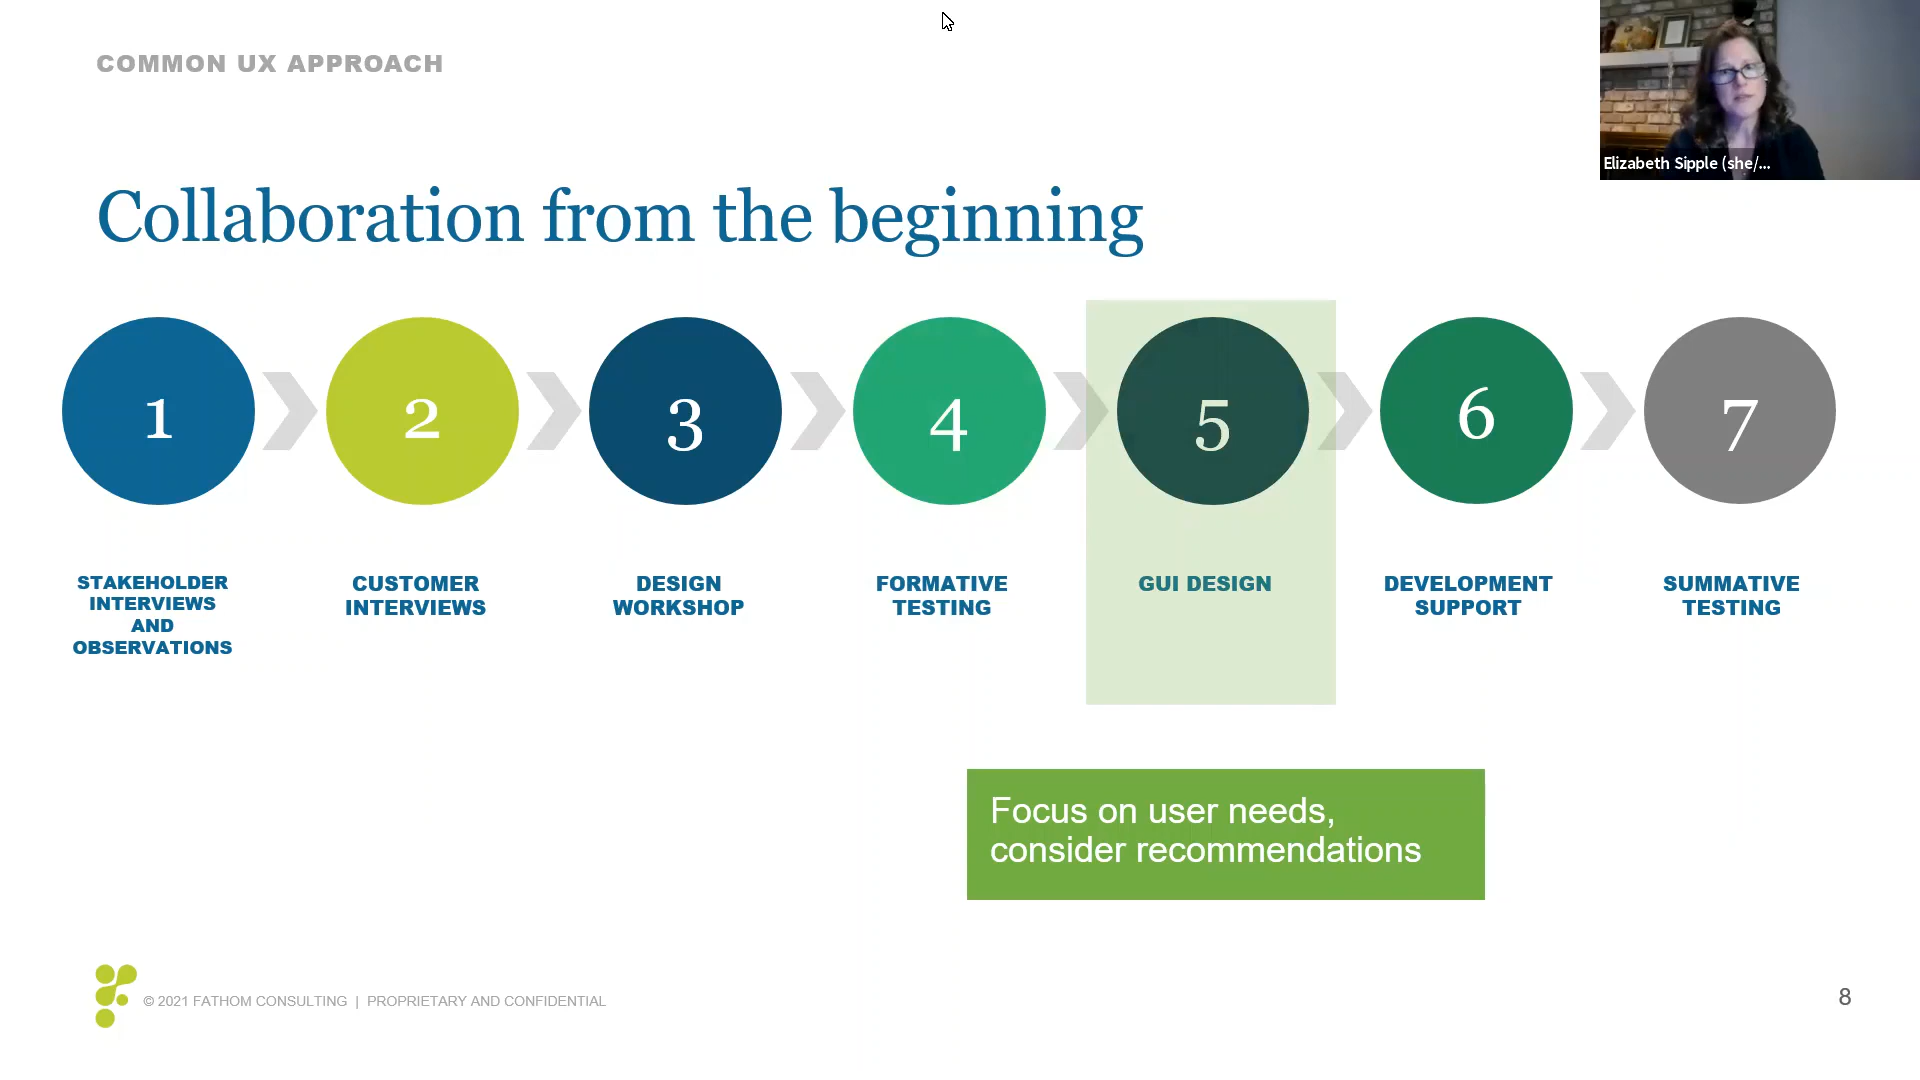 COMMON UX APPROACH
Elizabeth Sipple (she/...
Collaboration from the beginning
1
2
3
4
5
6
7
STAKEHOLDER
INTERVIEWS
AND
OBSERVATIONS
CUSTOMER
INTERVIEWS
DESIGN
WORKSHOP
FORMATIVE
TESTING
GUI DESIGN
DEVELOPMENT
SUPPORT
SUMMATIVE
TESTING
Focus on user needs,
consider recommendations
© 2021 FATHOM CONSULTING | PROPRIETARY AND CONFIDENTIAL
8